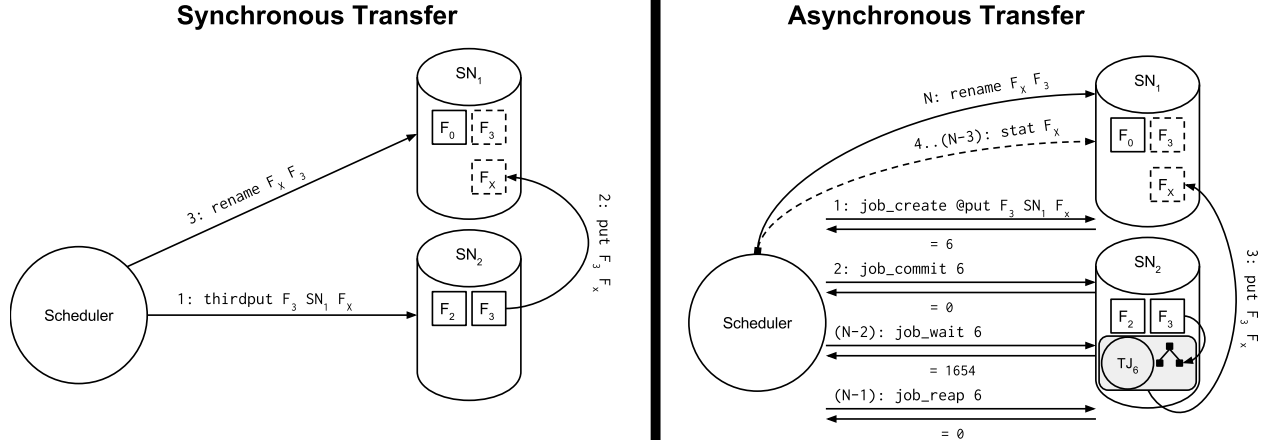 Synchronous Transfer
SN1
F0 F3
FX
3: rename FX F3
2: put F3 Fx
SN2
F2 F3
1: thirdput F3 SN1 FX
Scheduler
Asynchronous Transfer
N: rename FX F3
4..(N-3): stat FX
SN1
F0 F3
FX
1: job_create @put F3 SN1 Fx
= 6
2: job_commit 6
= 0
(N-2): job_wait 6
= 1654
(N-1): job_reap 6
= 0
Scheduler
SN2
F2 F3
TJ6
3: put F3 Fx